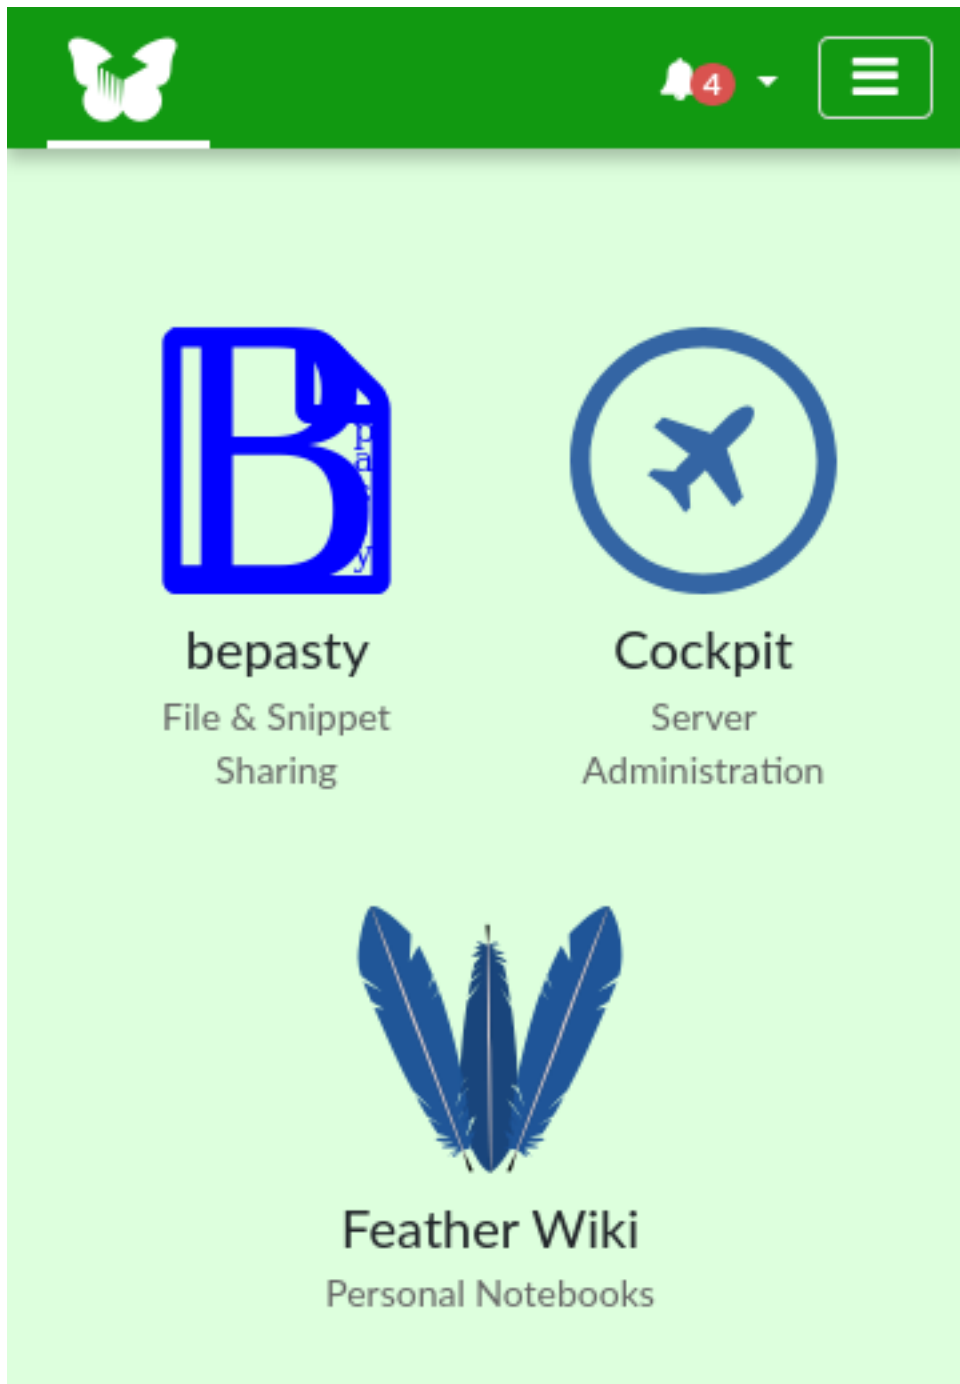 4
B
p
a
y
bepasty
File & Snippet
Sharing
Cockpit
Server
Administration
Feather Wiki
Personal Notebooks